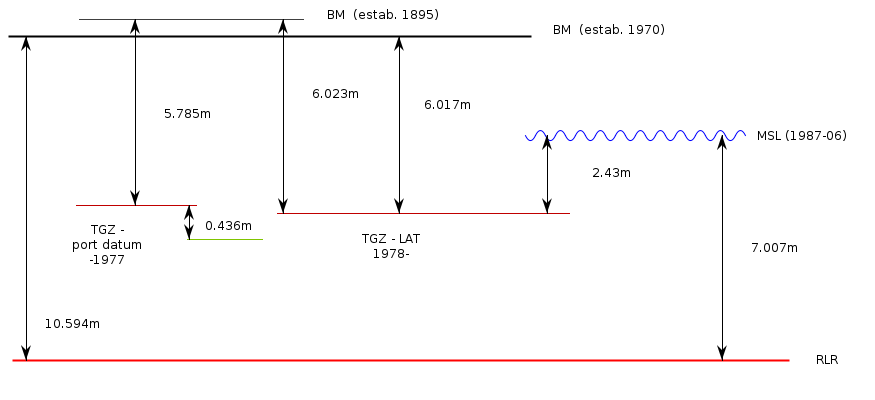 BM  (estab. 1895)
BM  (estab. 1970)
6.023m
6.017m
5.785m
MSL (1987-06)
2.43m
0.436m
TGZ -
port datum
-1977
TGZ - LAT
1978-
7.007m
10.594m
RLR